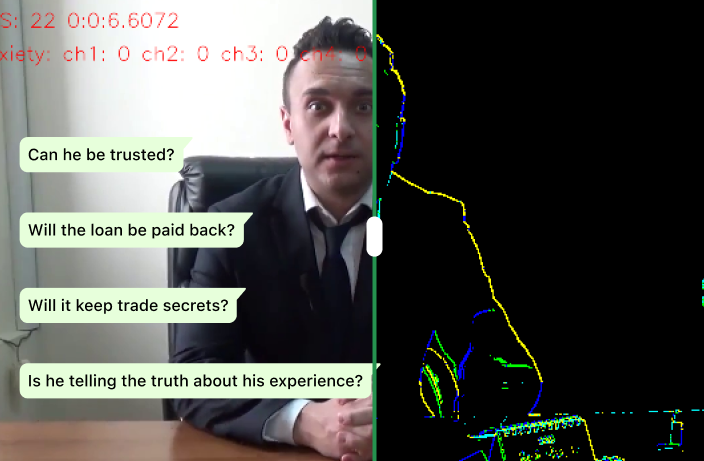 S: 22 0:0:6.6072
xiety: ch1: 0 ch2: 0 ch3: 0 ch4 0
Can he be trusted?
Will the loan be paid back?
Will it keep trade secrets?
Is he telling the truth about his experience?